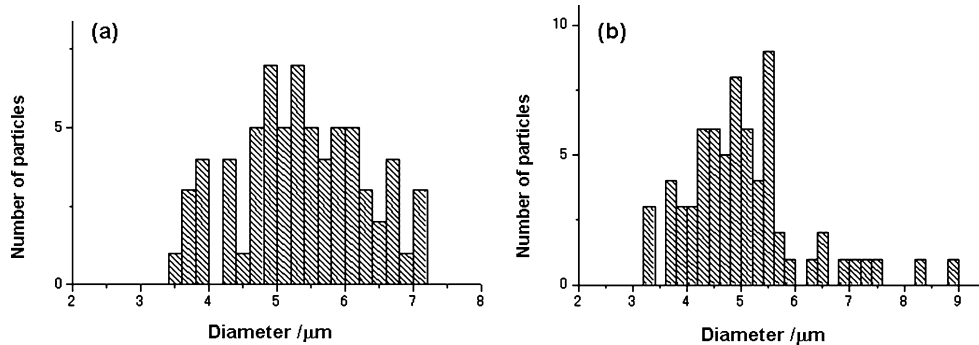 (a)
Number of particles
5
0
2 3 4 5 6 7 8
Diameter /μm
(b)
Number of particles
10
5
0
2 3 4 5 6 7 8 9
Diameter /μm